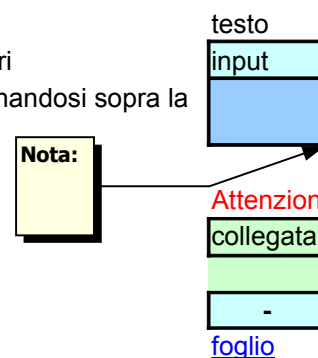 testo
ri
input
nandosi sopra la
Nota:
Attenzion
collegata
-
foglio